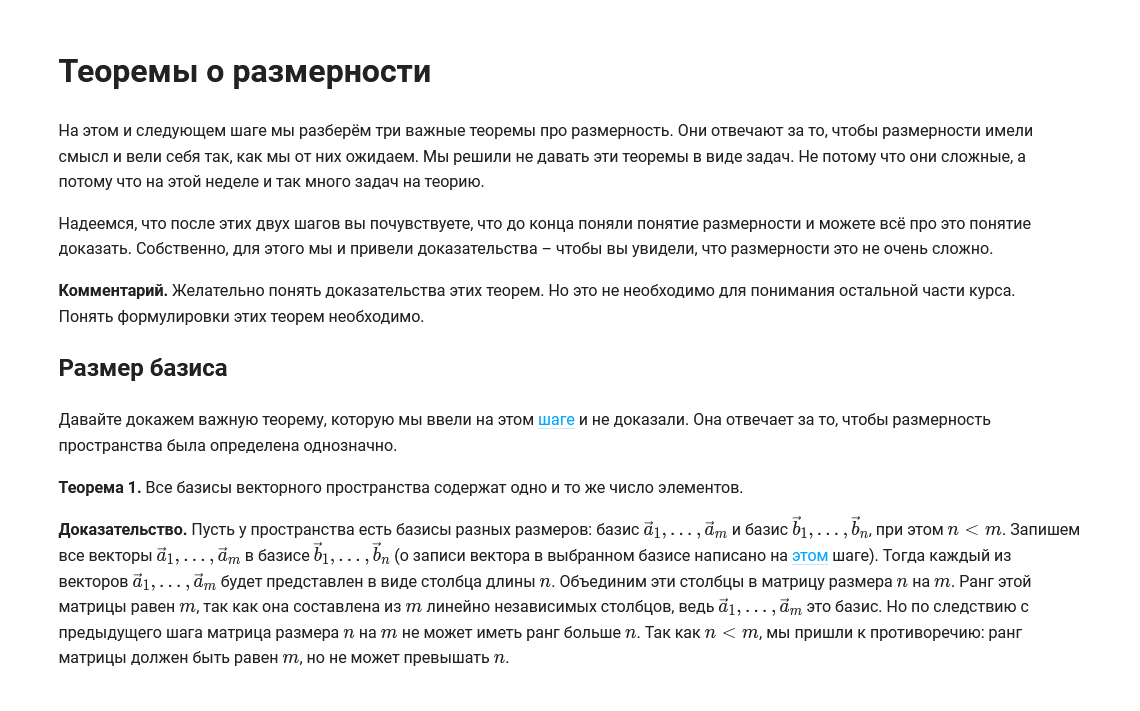 Теоремы о размерности
На этом и следующем шаге мы разберём три важные теоремы про размерность. Они отвечают за то, чтобы размерности имели
смысл и вели себя так, как мы от них ожидаем. Мы решили не давать эти теоремы в виде задач. Не потому что они сложные, а
потому что на этой неделе и так много задач на теорию.
Надеемся, что после этих двух шагов вы почувствуете, что до конца поняли понятие размерности и можете всё про это понятие
доказать. Собственно, для этого мы и привели доказательства – чтобы вы увидели, что размерности это не очень сложно.
Комментарий. Желательно понять доказательства этих теорем. Но это не необходимо для понимания остальной части курса.
Понять формулировки этих теорем необходимо.
Размер базиса
Давайте докажем важную теорему, которую мы ввели на этом шаге и не доказали. Она отвечает за то, чтобы размерность
пространства была определена однозначно.
Теорема 1. Все базисы векторного пространства содержат одно и то же число элементов.
Доказательство. Пусть у пространства есть базисы разных размеров: базис $\vec{a}_1, \ldots, \vec{a}_m$ и базис $\vec{b}_1, \ldots, \vec{b}_n$, при этом $n < m$. Запишем
все векторы $\vec{a}_1, \ldots, \vec{a}_m$ в базисе $\vec{b}_1, \ldots, \vec{b}_n$ (о записи вектора в выбранном базисе написано на этом шаге). Тогда каждый из
векторов $\vec{a}_1, \ldots, \vec{a}_m$ будет представлен в виде столбца длины $n$. Объединим эти столбцы в матрицу размера $n$ на $m$. Ранг этой
матрицы равен $m$, так как она составлена из $m$ линейно независимых столбцов, ведь $\vec{a}_1, \ldots, \vec{a}_m$ это базис. Но по следствию с
предыдущего шага матрица размера $n$ на $m$ не может иметь ранг больше $n$. Так как $n < m$, мы пришли к противоречию: ранг
матрицы должен быть равен $m$, но не может превышать $n$.